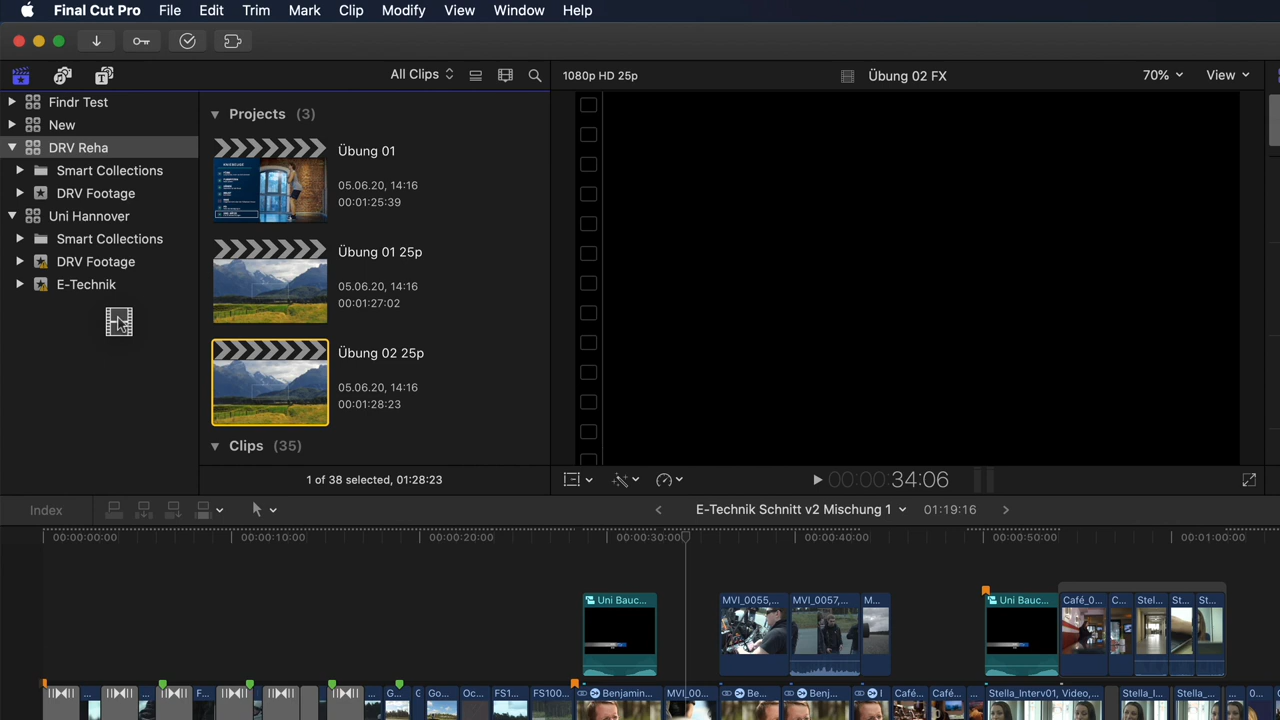 Final Cut Pro File Edit Trim Mark Clip Modify View Window Help
All Clips
1080p HD 25p
Übung 02 FX
70%
View
Findr Test
New
DRV Reha
Smart Collections
DRV Footage
Uni Hannover
Smart Collections
DRV Footage
E-Technik
Projects (3)
Übung 01
05.06.20, 14:16
00:01:25:39
Übung 01 25p
05.06.20, 14:16
00:01:27:02
Übung 02 25p
05.06.20, 14:16
00:01:28:23
Clips (35)
1 of 38 selected, 01:28:23
00:00:34:06
Index
E-Technik Schnitt v2 Mischung 1
01:19:16
00:00:00:00 00:00:10:00 00:00:20:00 00:00:30:00 00:00:40:00 00:00:50:00 00:01:00:00
Uni Bauc... MVI_0055,... MVI_0057,... M... Uni Bauc... Café_0... C... Stel... St... St...
... ... ... F... ... ... G... Go... Oc... FS1... FS100... Benjamin... MVI_00... Be... Benj... I Café... Café... Stella_Interv01, Video,... Stella_I... Stella_... ... 0...